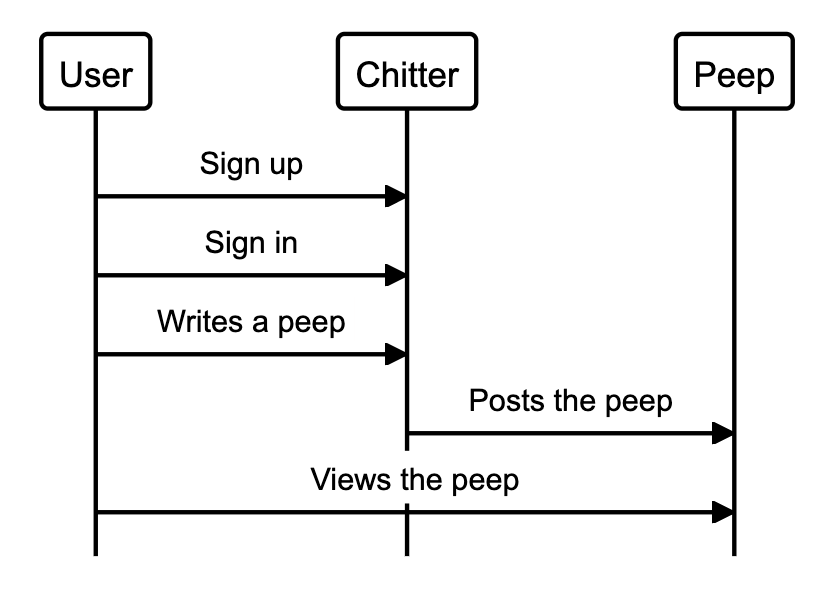 User
Chitter
Peep
Sign up
Sign in
Writes a peep
Posts the peep
Views the peep